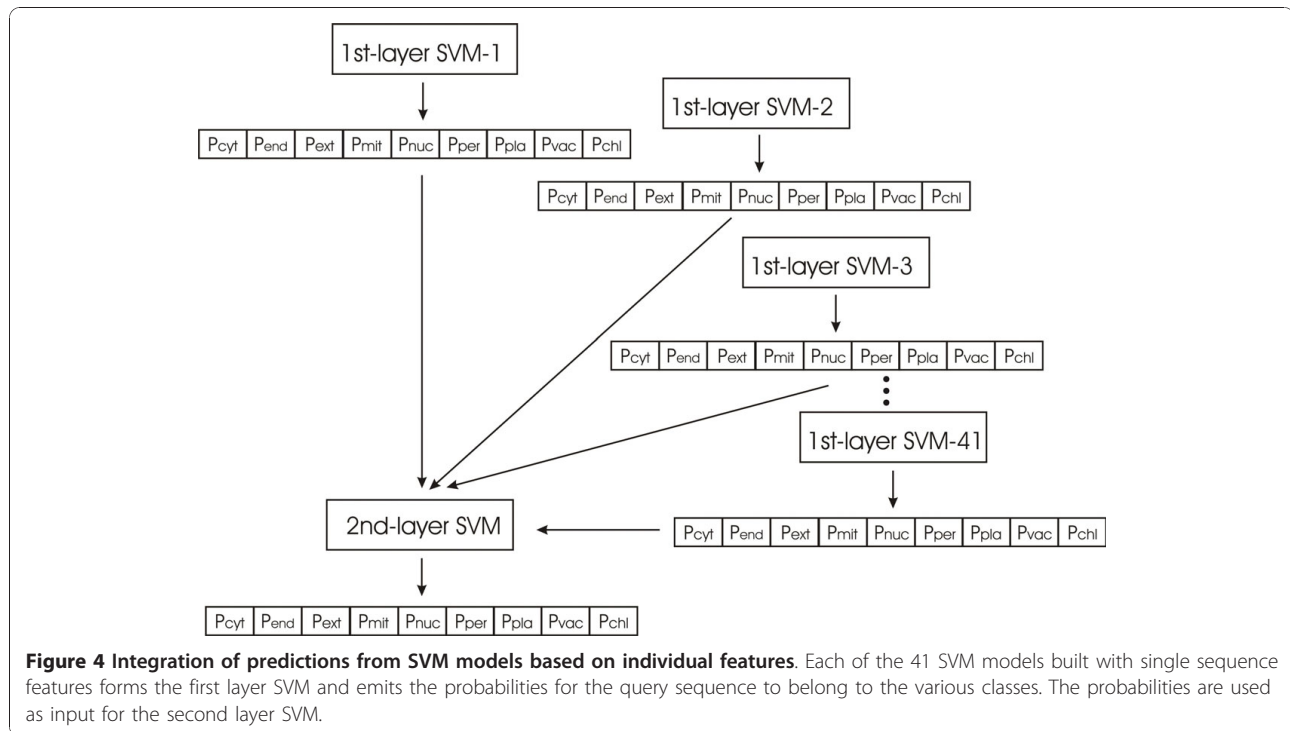 1st-layer SVM-1
Pcyt Pend Pext Pmit Pnuc Pper Ppla Pvac Pchl
1st-layer SVM-2
Pcyt Pend Pext Pmit Pnuc Pper Ppla Pvac Pchl
1st-layer SVM-3
Pcyt Pend Pext Pmit Pnuc Pper Ppla Pvac Pchl
1st-layer SVM-41
Pcyt Pend Pext Pmit Pnuc Pper Ppla Pvac Pchl
2nd-layer SVM
Pcyt Pend Pext Pmit Pnuc Pper Ppla Pvac Pchl
Figure 4 Integration of predictions from SVM models based on individual features. Each of the 41 SVM models built with single sequence
features forms the first layer SVM and emits the probabilities for the query sequence to belong to the various classes. The probabilities are used
as input for the second layer SVM.